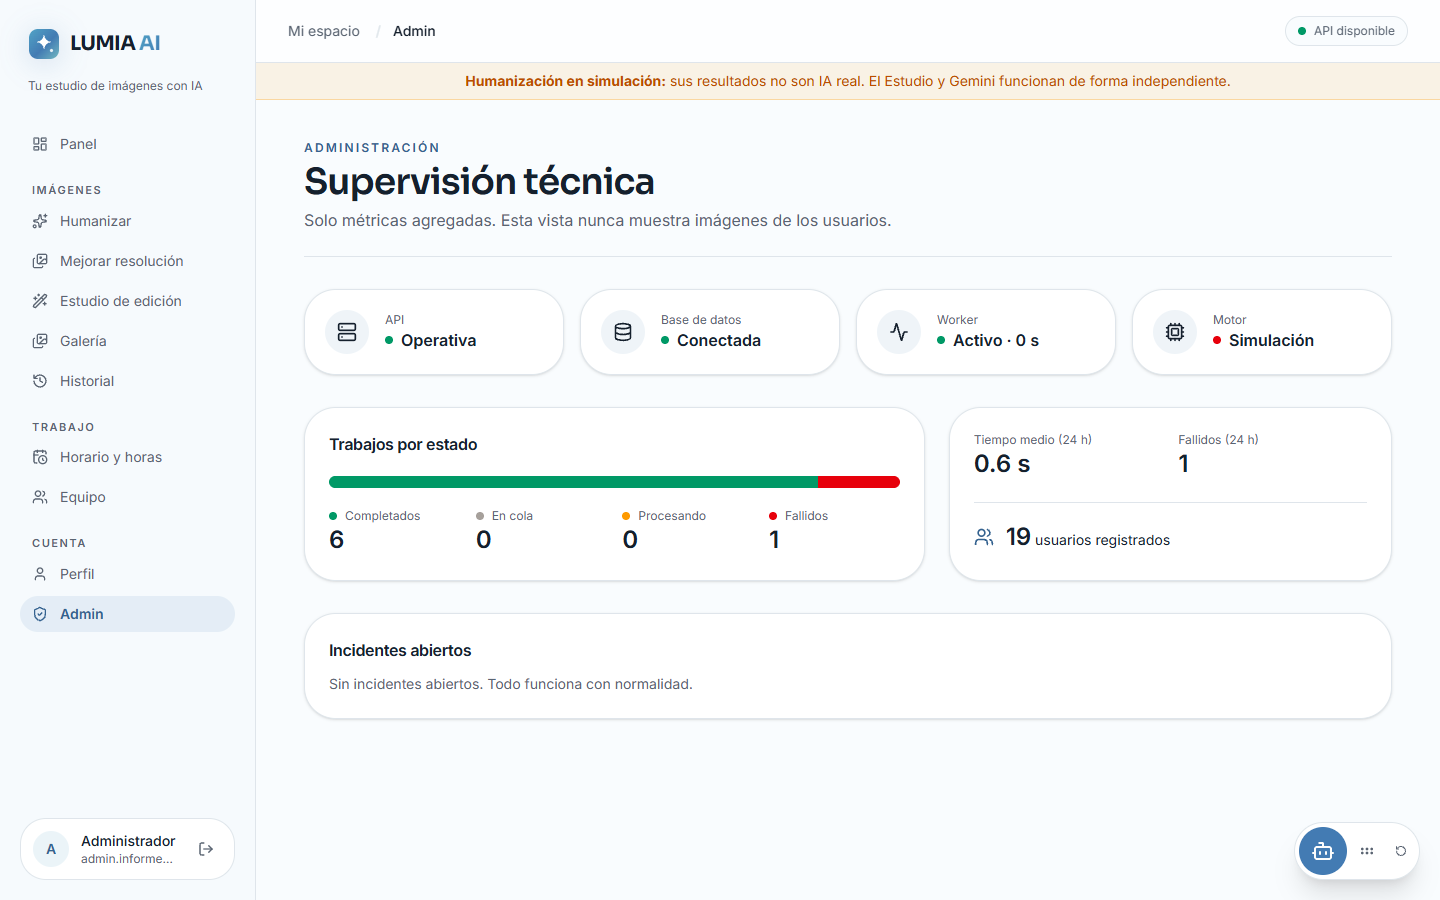 LUMIA AI
Tu estudio de imágenes con IA
Panel
IMÁGENES
Humanizar
Mejorar resolución
Estudio de edición
Galería
Historial
TRABAJO
Horario y horas
Equipo
CUENTA
Perfil
Admin
A
Administrador
admin.informe...
Mi espacio / Admin
API disponible
Humanización en simulación: sus resultados no son IA real. El Estudio y Gemini funcionan de forma independiente.
ADMINISTRACIÓN
Supervisión técnica
Solo métricas agregadas. Esta vista nunca muestra imágenes de los usuarios.
API
Operativa
Base de datos
Conectada
Worker
Activo · 0 s
Motor
Simulación
Trabajos por estado
Completados
6
En cola
0
Procesando
0
Fallidos
1
Tiempo medio (24 h)
0.6 s
Fallidos (24 h)
1
19 usuarios registrados
Incidentes abiertos
Sin incidentes abiertos. Todo funciona con normalidad.